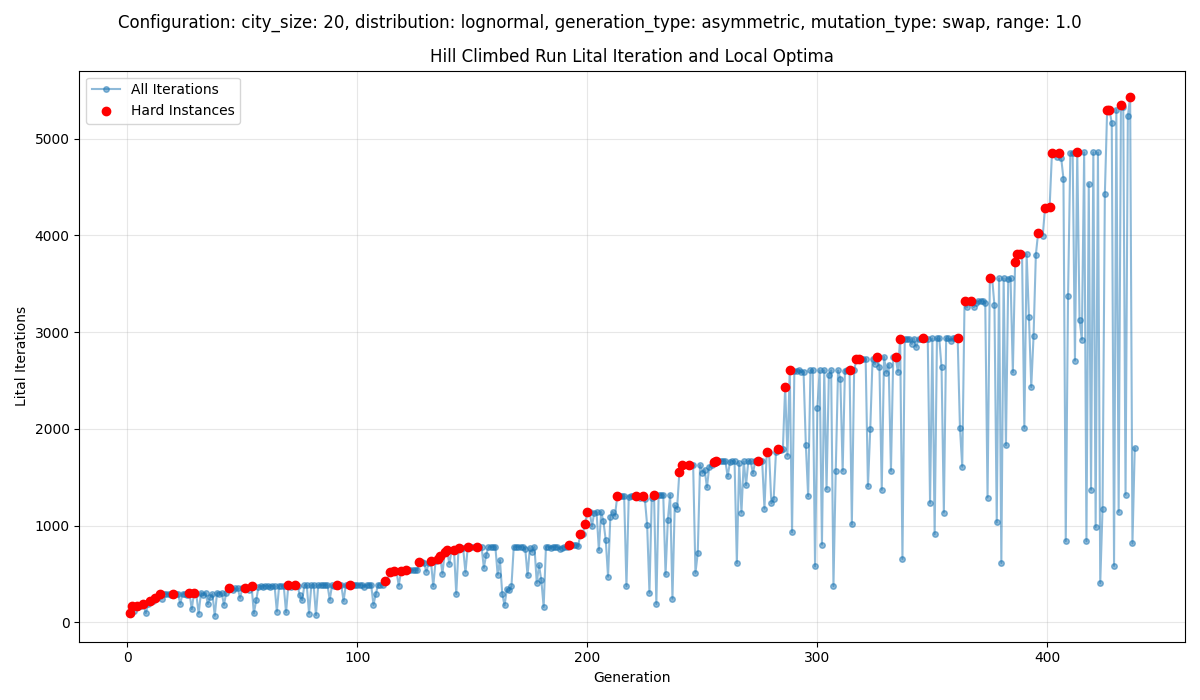 Configuration: city_size: 20, distribution: lognormal, generation_type: asymmetric, mutation_type: swap, range: 1.0
Hill Climbed Run Lital Iteration and Local Optima
All Iterations
Hard Instances
Lital Iterations
5000
4000
3000
2000
1000
0
0 100 200 300 400
Generation